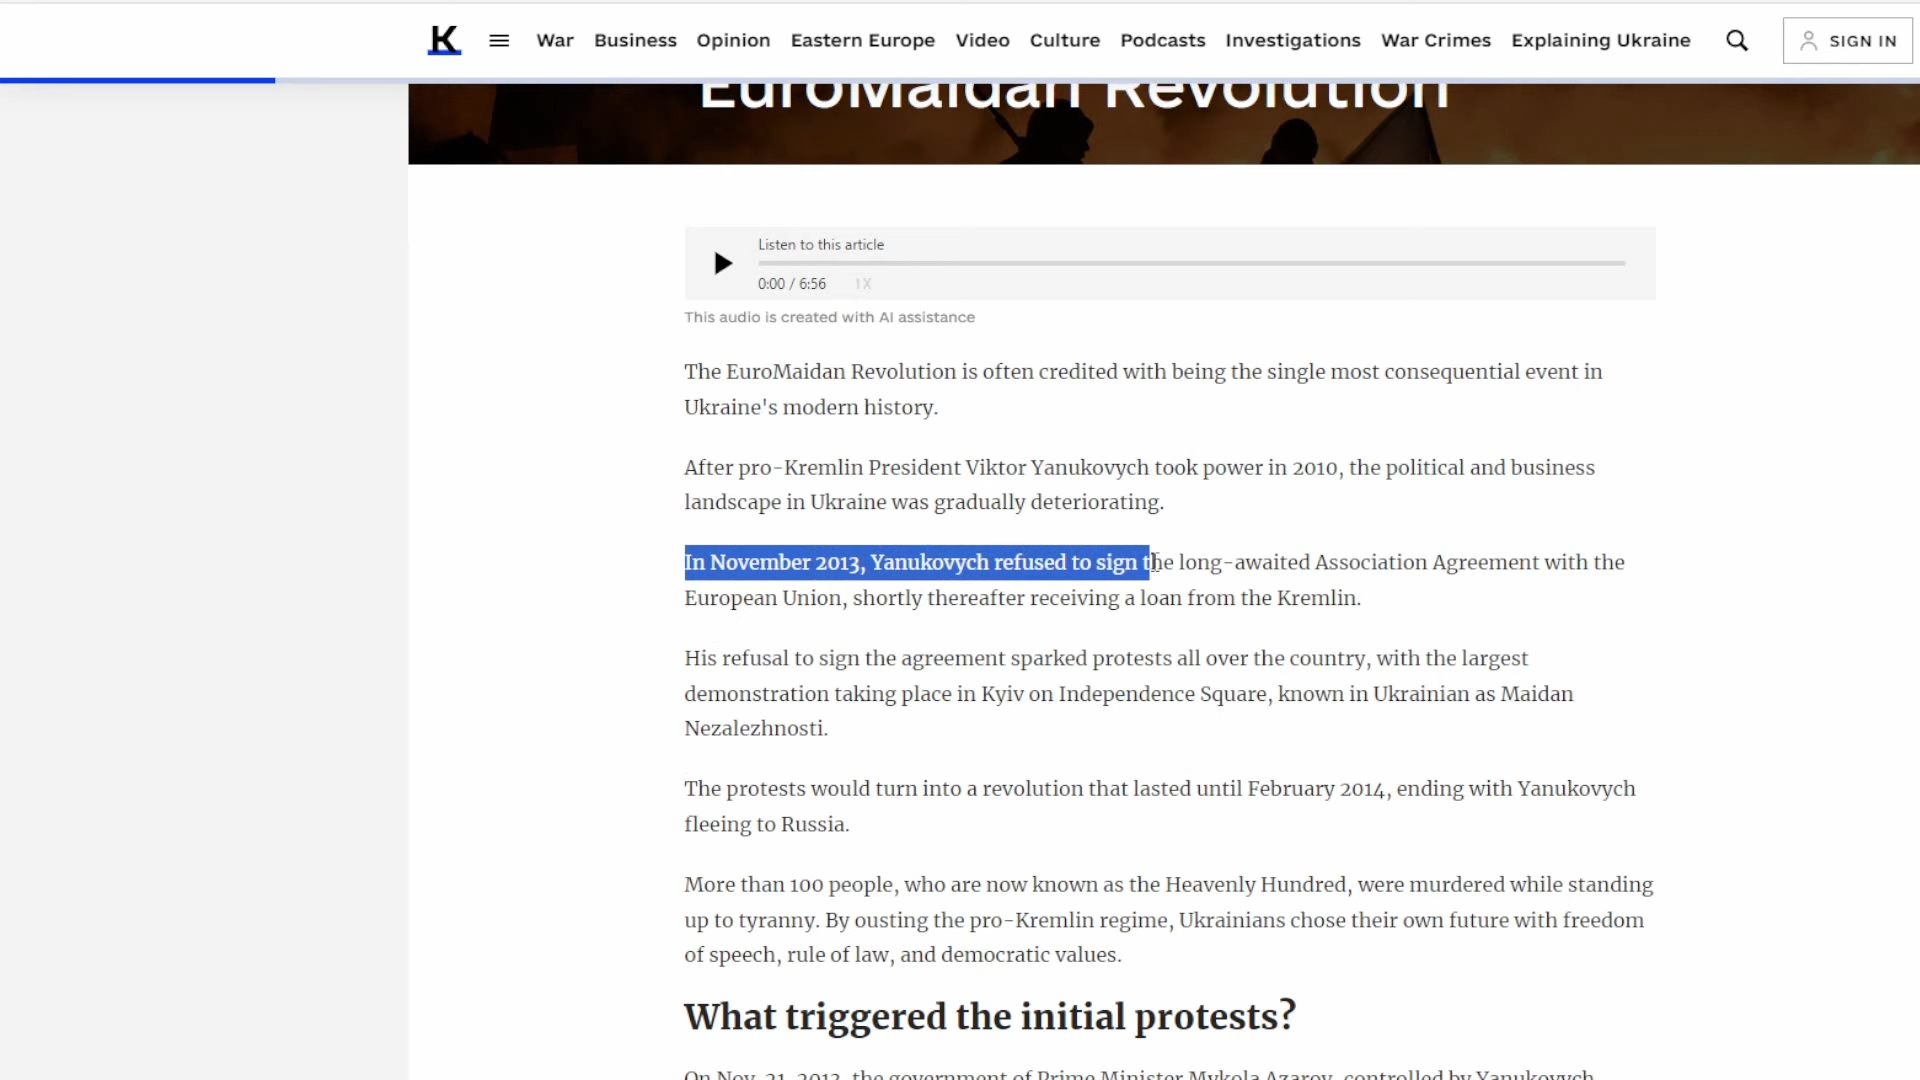 K War Business Opinion Eastern Europe Video Culture Podcasts Investigations War Crimes Explaining Ukraine SIGN IN
EuroMaidan Revolution
Listen to this article
0:00 / 6:56 1X
This audio is created with AI assistance
The EuroMaidan Revolution is often credited with being the single most consequential event in
Ukraine's modern history.
After pro-Kremlin President Viktor Yanukovych took power in 2010, the political and business
landscape in Ukraine was gradually deteriorating.
In November 2013, Yanukovych refused to sign the long-awaited Association Agreement with the
European Union, shortly thereafter receiving a loan from the Kremlin.
His refusal to sign the agreement sparked protests all over the country, with the largest
demonstration taking place in Kyiv on Independence Square, known in Ukrainian as Maidan
Nezalezhnosti.
The protests would turn into a revolution that lasted until February 2014, ending with Yanukovych
fleeing to Russia.
More than 100 people, who are now known as the Heavenly Hundred, were murdered while standing
up to tyranny. By ousting the pro-Kremlin regime, Ukrainians chose their own future with freedom
of speech, rule of law, and democratic values.
What triggered the initial protests?
On Nov. 21, 2013, the government of Prime Minister Mykola Azarov, controlled by Yanukovych